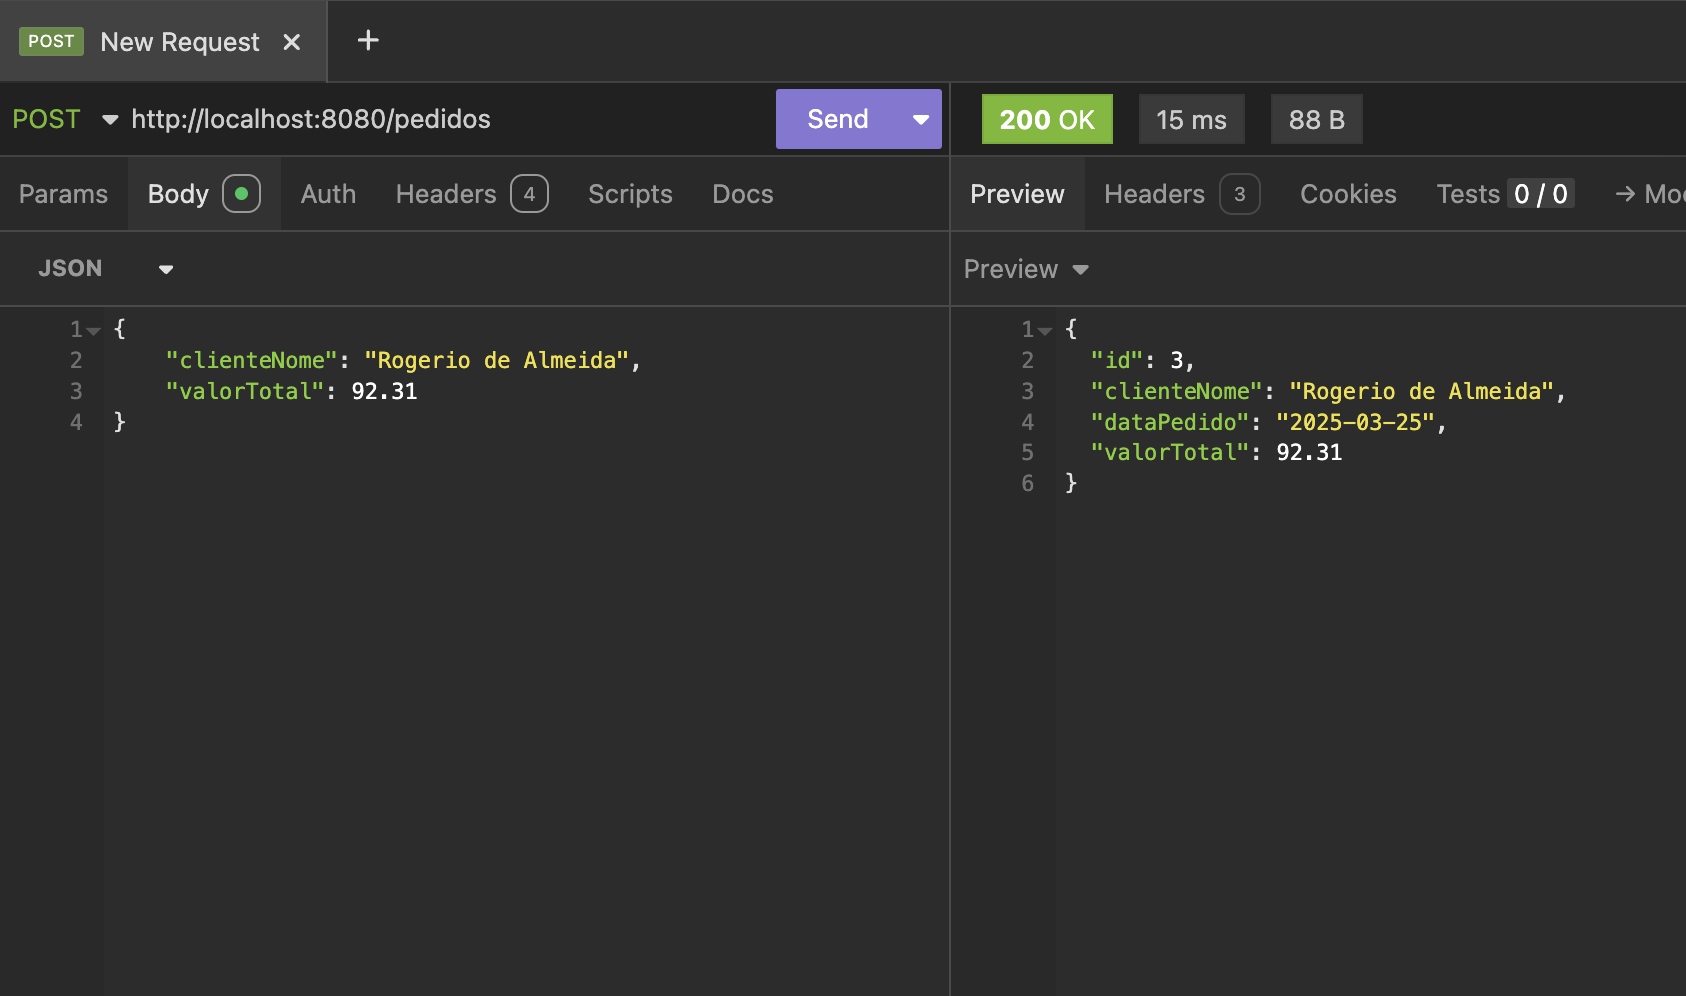 POST New Request × +
POST http://localhost:8080/pedidos Send 200 OK 15 ms 88 B
Params Body Auth Headers 4 Scripts Docs Preview Headers 3 Cookies Tests 0 / 0 → Moc
JSON Preview
1 {
2 "clienteNome": "Rogerio de Almeida",
3 "valorTotal": 92.31
4 }
1 {
2 "id": 3,
3 "clienteNome": "Rogerio de Almeida",
4 "dataPedido": "2025-03-25",
5 "valorTotal": 92.31
6 }